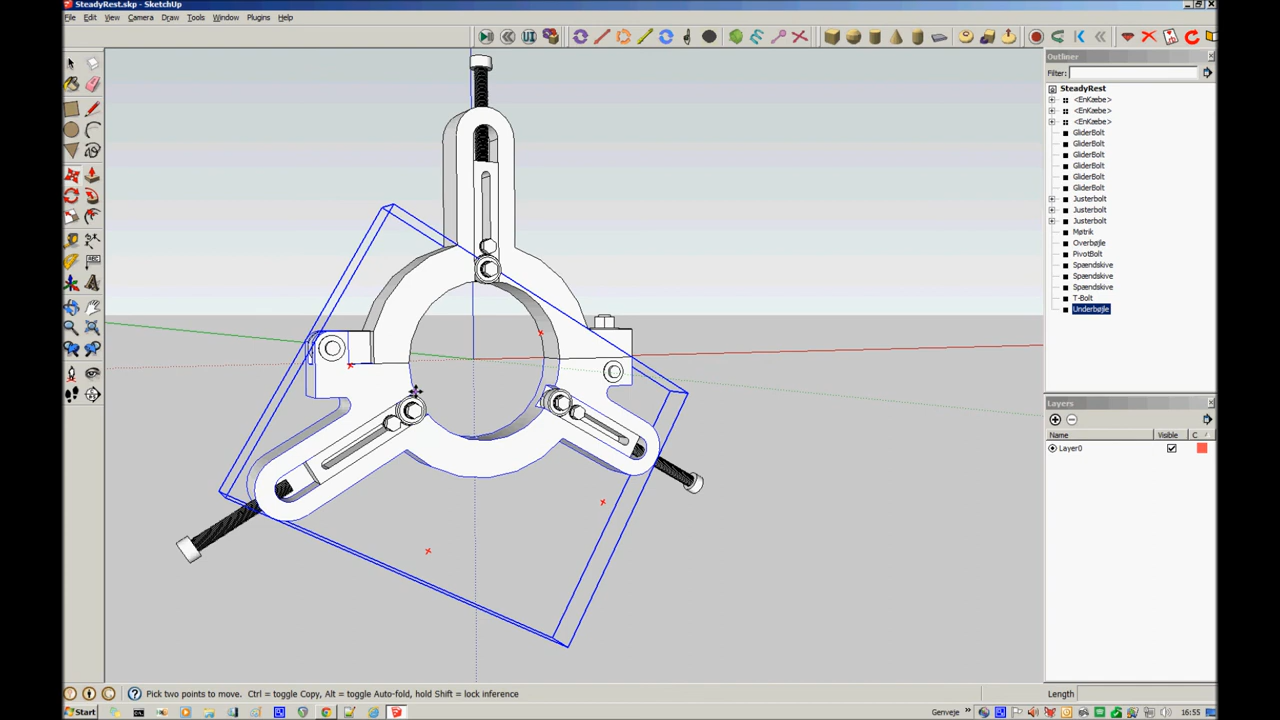 SteadyRest.skp - SketchUp
File Edit View Camera Draw Tools Window Plugins Help
UI
Outliner
Filter:
SteadyRest
<EnKæbe>
<EnKæbe>
<EnKæbe>
GliderBolt
GliderBolt
GliderBolt
GliderBolt
GliderBolt
GliderBolt
Justerbolt
Justerbolt
Justerbolt
Møtrik
Overbøjle
PivotBolt
Spændskive
Spændskive
Spændskive
T-Bolt
Underbøjle
ABC
Layers
Name Visible C
Layer0
Pick two points to move. Ctrl = toggle Copy, Alt = toggle Auto-fold, hold Shift = lock inference
Length
Start
Genveje
16:55